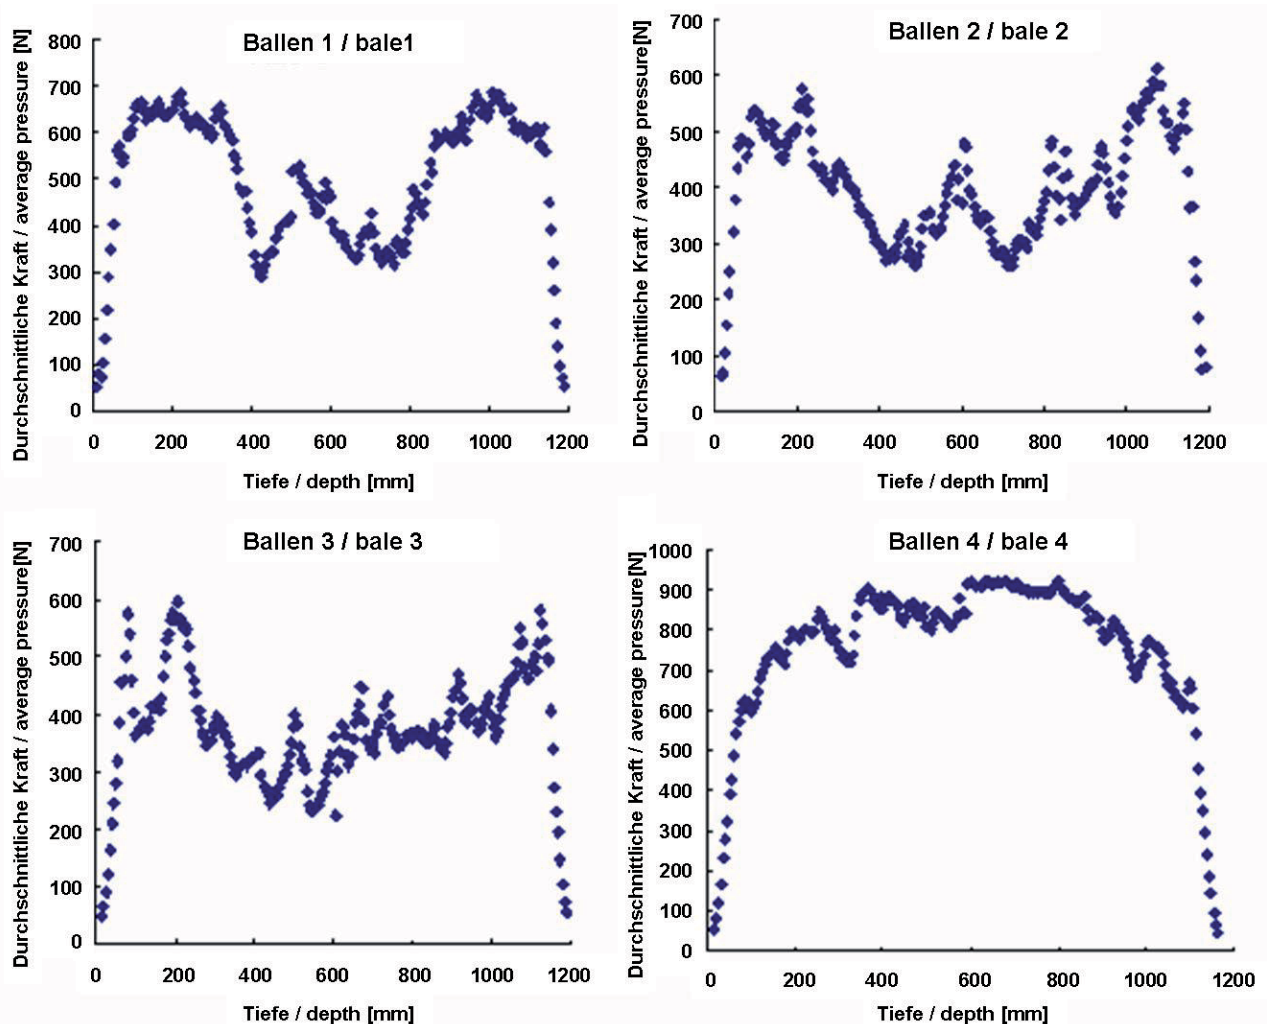 Ballen 1 / bale1
Durchschnittliche Kraft / average pressure [N]
800
700
600
500
400
300
200
100
0
0 200 400 600 800 1000 1200
Tiefe / depth [mm]
Ballen 2 / bale 2
Durchschnittliche Kraft / average pressure[N]
700
600
500
400
300
200
100
0
0 200 400 600 800 1000 1200
Tiefe / depth [mm]
Ballen 3 / bale 3
Durchschnittliche Kraft / average pressure[N]
700
600
500
400
300
200
100
0
0 200 400 600 800 1000 1200
Tiefe / depth [mm]
Ballen 4 / bale 4
Durchschnittliche Kraft / average pressure[N]
1000
900
800
700
600
500
400
300
200
100
0
0 200 400 600 800 1000 1200
Tiefe / depth [mm]